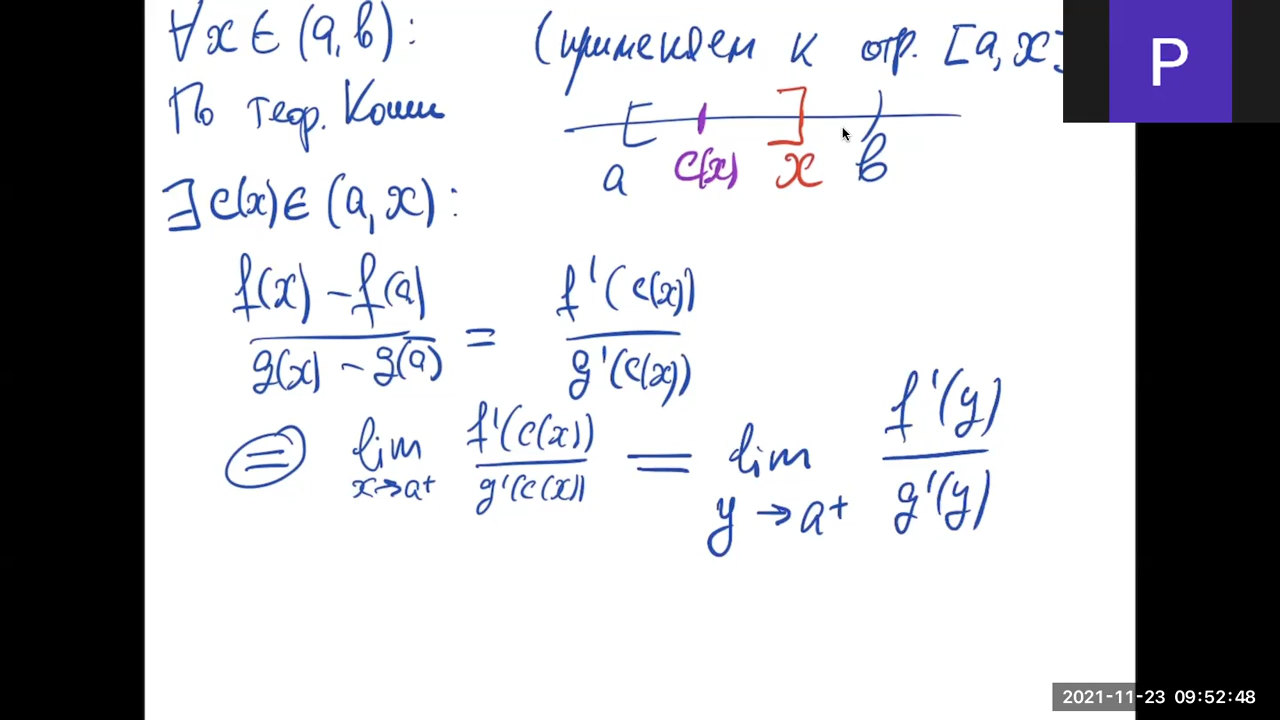 ∀x ∈ (a, b): (применяем к отр. [a, x]
P
По теор. Коши
a c(x) x b
∃ c(x) ∈ (a, x):
f(x) - f(a) / g(x) - g(a) = f'(c(x)) / g'(c(x))
= lim x→a+ f'(c(x)) / g'(c(x)) = lim y→a+ f'(y) / g'(y)
2021-11-23 09:52:48